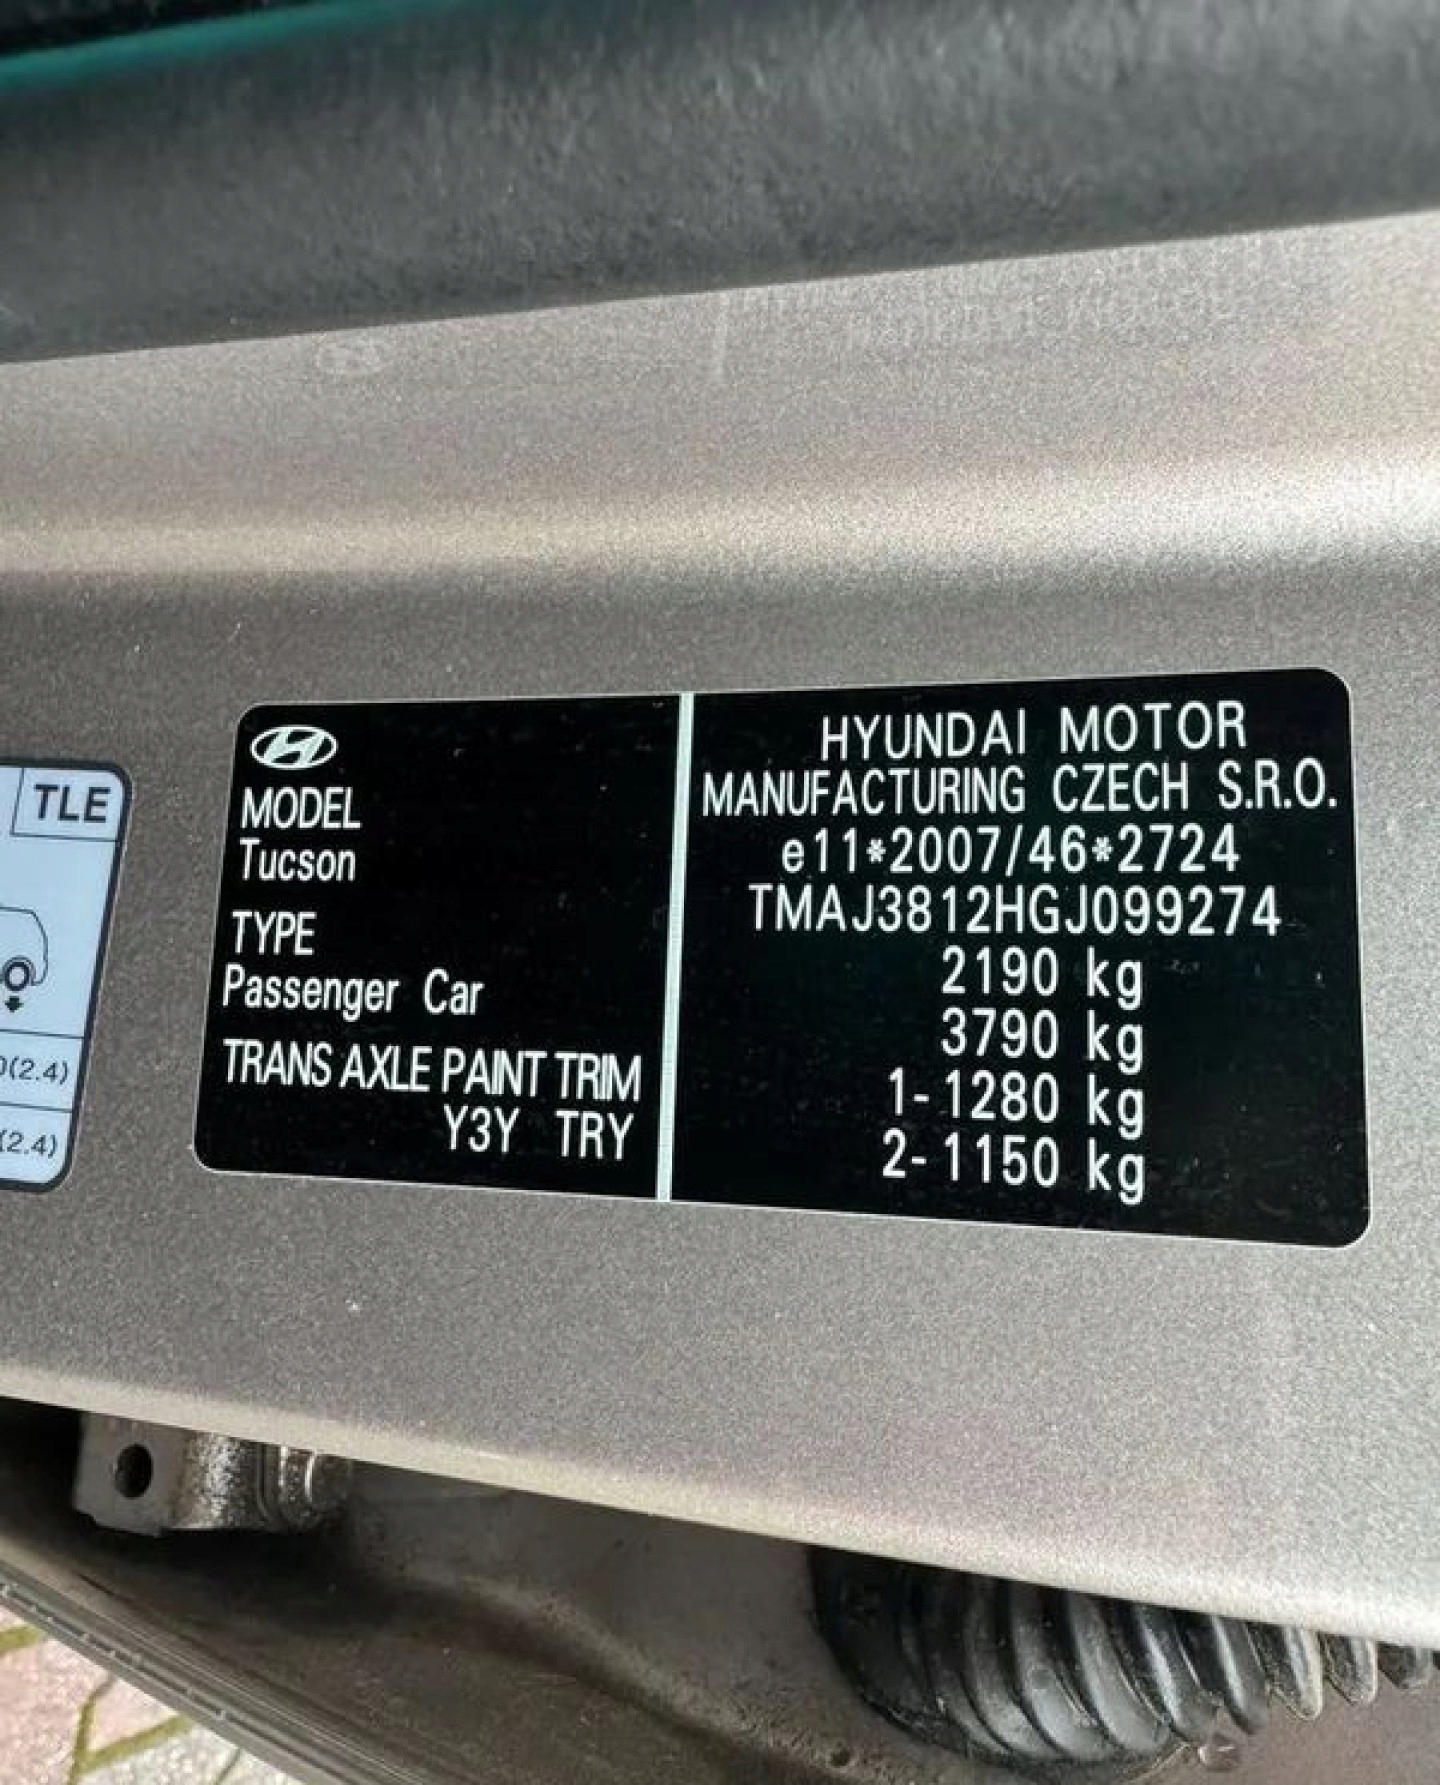 TLE
0(2.4)
(2.4)
MODEL
Tucson
TYPE
Passenger Car
TRANS AXLE PAINT TRIM
Y3Y TRY
HYUNDAI MOTOR
MANUFACTURING CZECH S.R.O.
e11*2007/46*2724
TMAJ3812HGJ099274
2190 kg
3790 kg
1-1280 kg
2-1150 kg